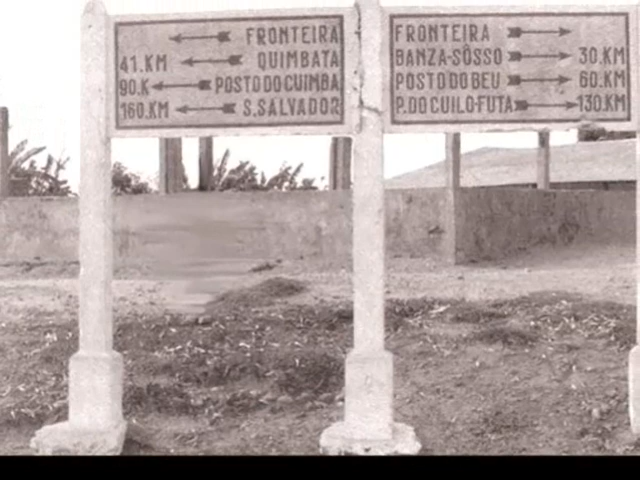 FRONTEIRA
41.KM QUIMBATA
90.K POSTO DO CUIMBA
160.KM S.SALVADOR
FRONTEIRA
BANZA-SÔSSO 30.KM
POSTO DO BEU 60.KM
P.DO CUILO-FUTA 130.KM